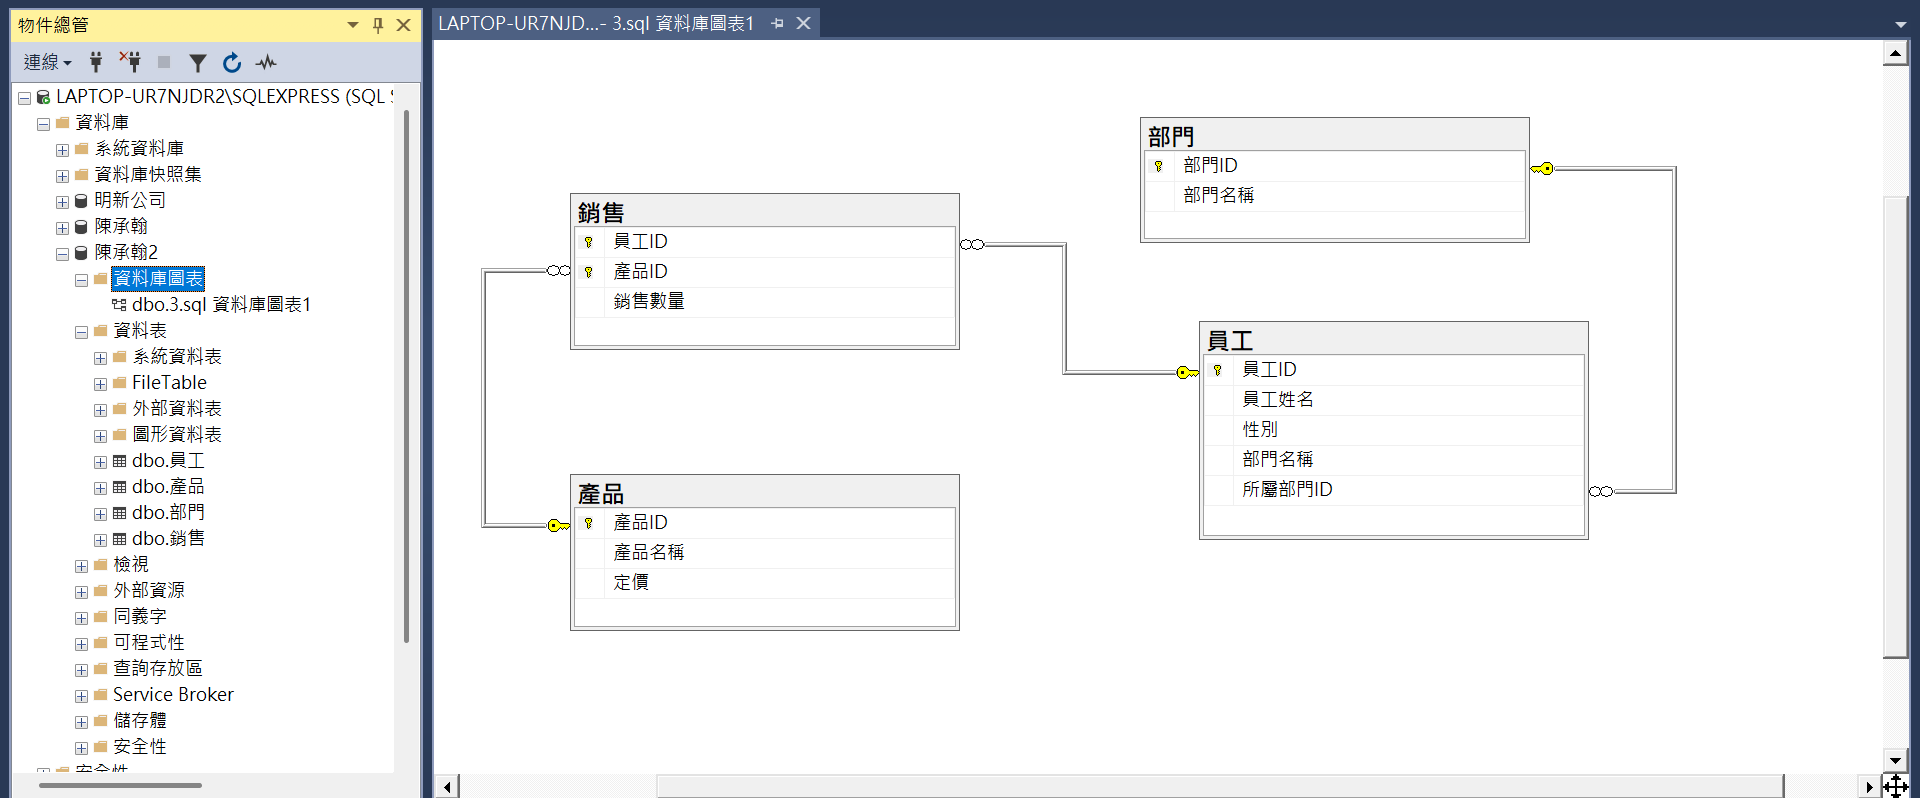 物件總管
連線
LAPTOP-UR7NJDR2\SQLEXPRESS (SQL S
資料庫
系統資料庫
資料庫快照集
明新公司
陳承翰
陳承翰2
資料庫圖表
dbo.3.sql 資料庫圖表1
資料表
系統資料表
FileTable
外部資料表
圖形資料表
dbo.員工
dbo.產品
dbo.部門
dbo.銷售
檢視
外部資源
同義字
可程式性
查詢存放區
Service Broker
儲存體
安全性
安全性
LAPTOP-UR7NJD...- 3.sql 資料庫圖表1
部門
部門ID
部門名稱
銷售
員工ID
產品ID
銷售數量
員工
員工ID
員工姓名
性別
部門名稱
所屬部門ID
產品
產品ID
產品名稱
定價